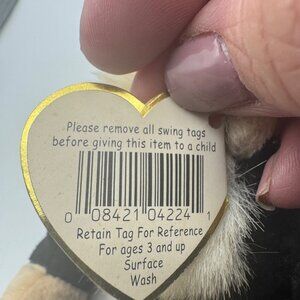 Please remove all swing tags
before giving this item to a child
0 08421 04224 1
Retain Tag For Reference
For ages 3 and up
Surface
Wash